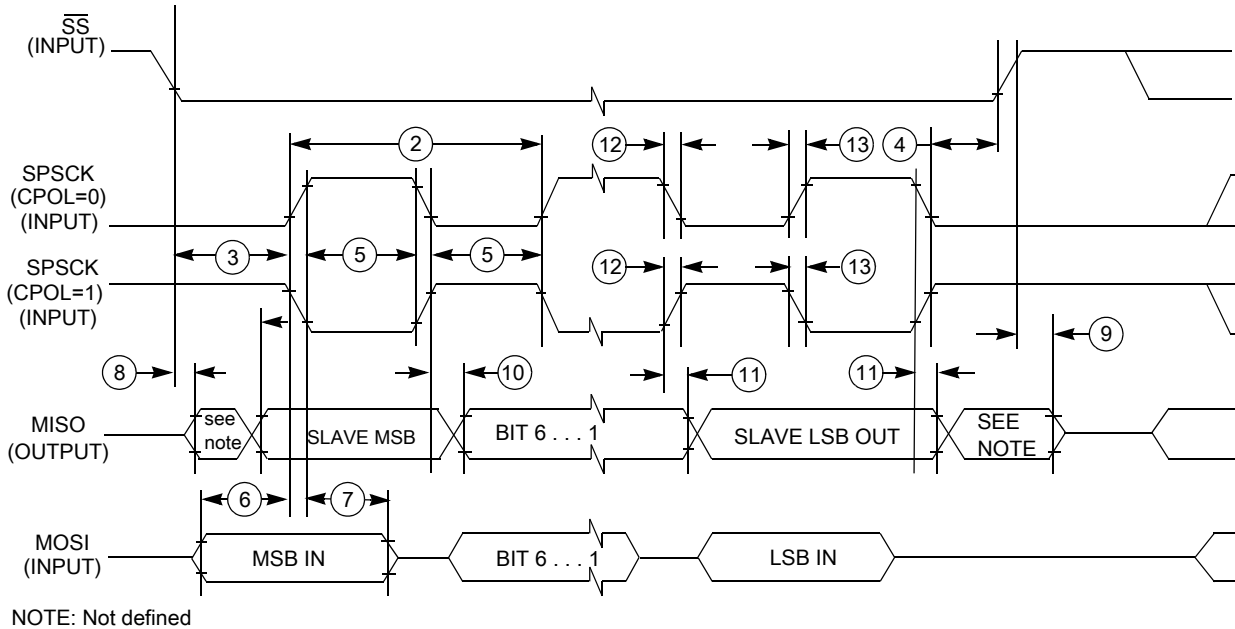 SS
(INPUT)
2
12
13
4
SPSCK
(CPOL=0)
(INPUT)
3
5
5
SPSCK
(CPOL=1)
(INPUT)
12
13
8
10
11
11
9
MISO
(OUTPUT)
see
note
SLAVE MSB
BIT 6 . . . 1
SLAVE LSB OUT
SEE
NOTE
6
7
MOSI
(INPUT)
MSB IN
BIT 6 . . . 1
LSB IN
NOTE: Not defined